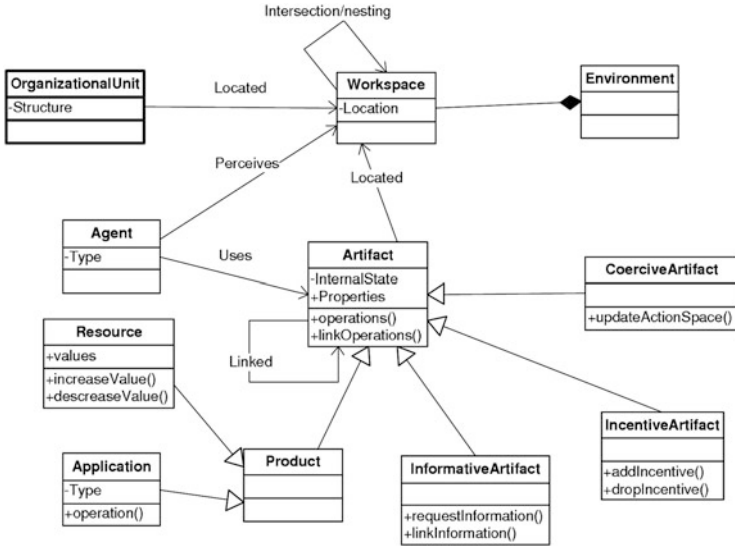 Intersection/nesting
OrganizationalUnit
-Structure
Located
Workspace
-Location
Environment
Perceives
Located
Agent
-Type
Uses
Artifact
-InternalState
+Properties
+operations()
+linkOperations()
Linked
CoerciveArtifact
+updateActionSpace()
Resource
+values
+increaseValue()
+descreaseValue()
IncentiveArtifact
+addIncentive()
+dropIncentive()
Application
-Type
+operation()
Product
InformativeArtifact
+requestInformation()
+linkInformation()